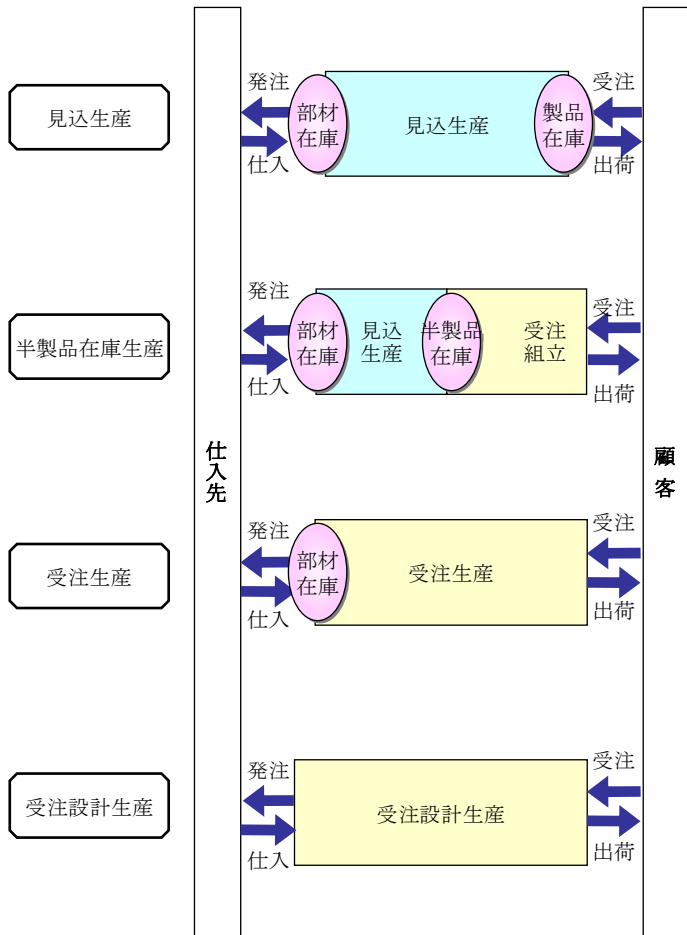 見込生産
発注
仕入
部材
在庫
見込生産
製品
在庫
受注
出荷
半製品在庫生産
発注
仕入
部材
在庫
見込
生産
半製品
在庫
受注
組立
受注
出荷
仕入先
顧客
受注生産
発注
仕入
部材
在庫
受注生産
受注
出荷
受注設計生産
発注
仕入
受注設計生産
受注
出荷